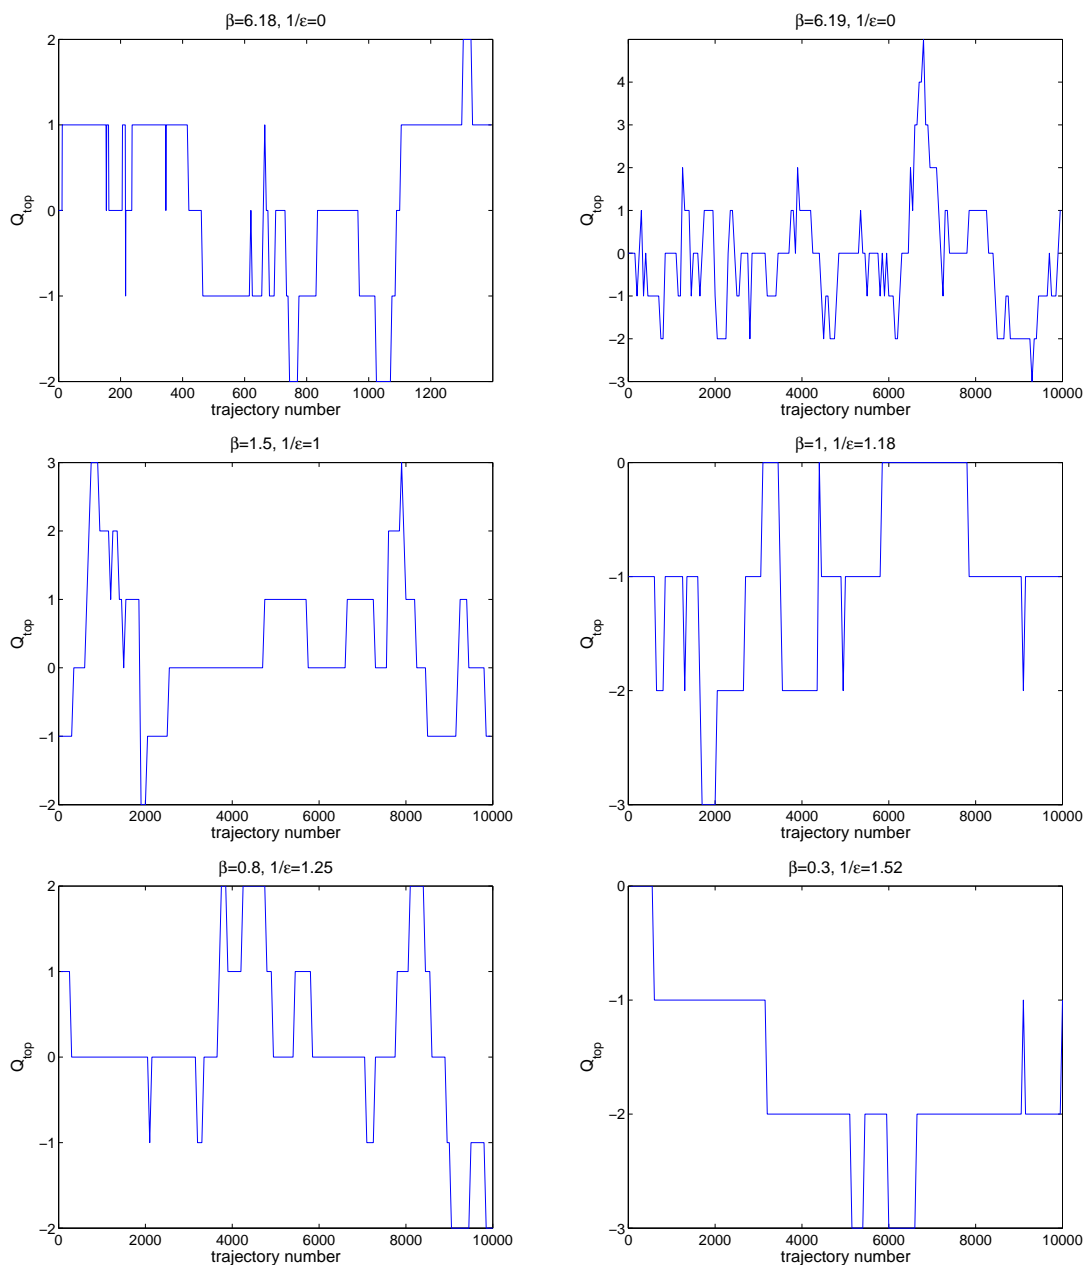 β=6.18, 1/ε=0
2
1
0
−1
−2
Q_top
0 200 400 600 800 1000 1200
trajectory number
β=6.19, 1/ε=0
5
4
3
2
1
0
−1
−2
−3
Q_top
0 2000 4000 6000 8000 10000
trajectory number
β=1.5, 1/ε=1
3
2
1
0
−1
−2
Q_top
0 2000 4000 6000 8000 10000
trajectory number
β=1, 1/ε=1.18
0
−1
−2
−3
Q_top
0 2000 4000 6000 8000 10000
trajectory number
β=0.8, 1/ε=1.25
2
1
0
−1
−2
Q_top
0 2000 4000 6000 8000 10000
trajectory number
β=0.3, 1/ε=1.52
0
−1
−2
−3
Q_top
0 2000 4000 6000 8000 10000
trajectory number